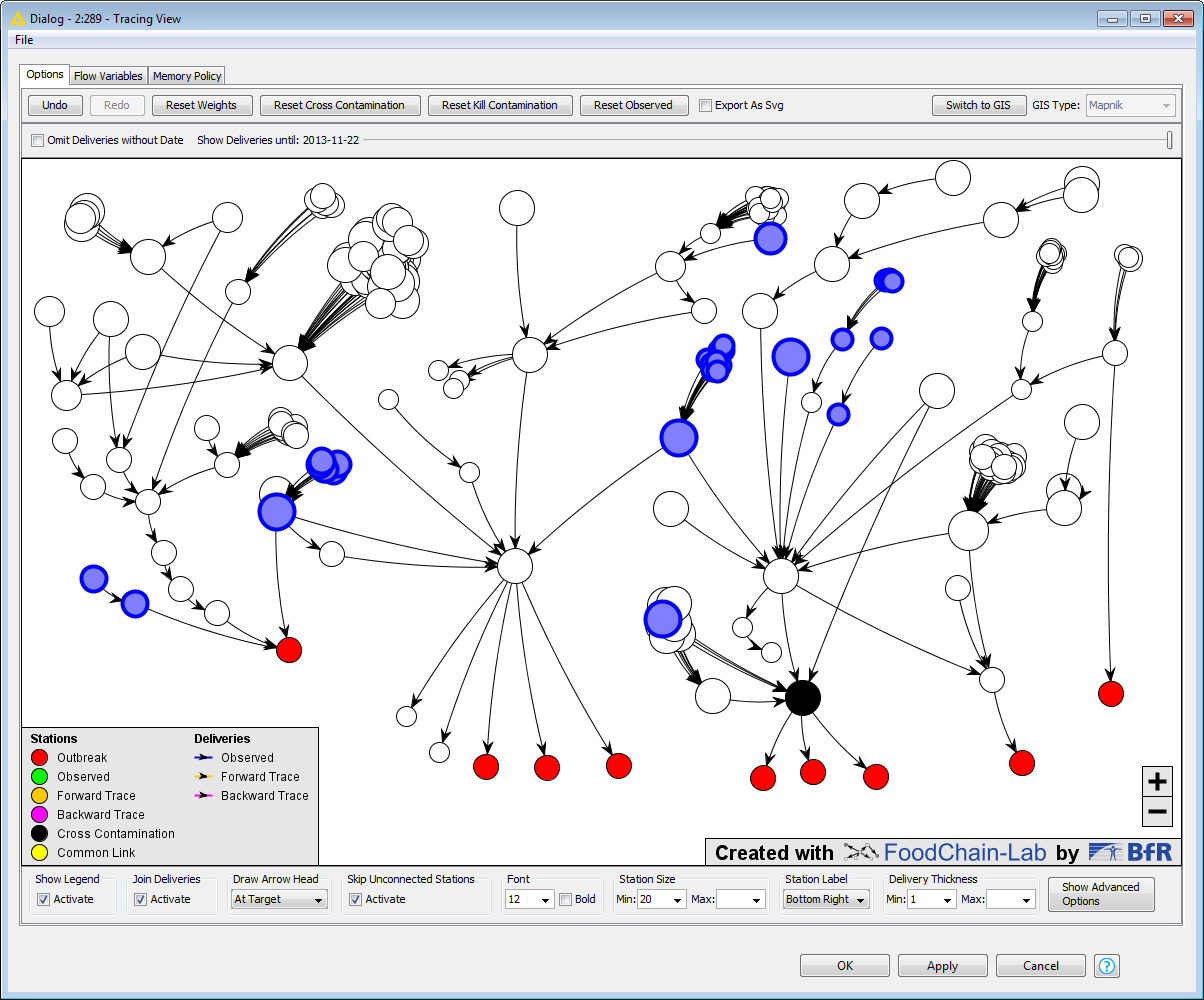 Dialog - 2:289 - Tracing View
File
Options Flow Variables Memory Policy
Undo Redo Reset Weights Reset Cross Contamination Reset Kill Contamination Reset Observed Export As Svg Switch to GIS GIS Type: Mapnik
Omit Deliveries without Date Show Deliveries until: 2013-11-22
Stations Deliveries
Outbreak Observed
Observed Forward Trace
Forward Trace Backward Trace
Backward Trace
Cross Contamination
Common Link
+
−
Created with FoodChain-Lab by BfR
Show Legend Join Deliveries Draw Arrow Head Skip Unconnected Stations Font Station Size Station Label Delivery Thickness
Activate Activate At Target Activate 12 Bold Min: 20 Max: Bottom Right Min: 1 Max: Show Advanced Options
OK Apply Cancel ?